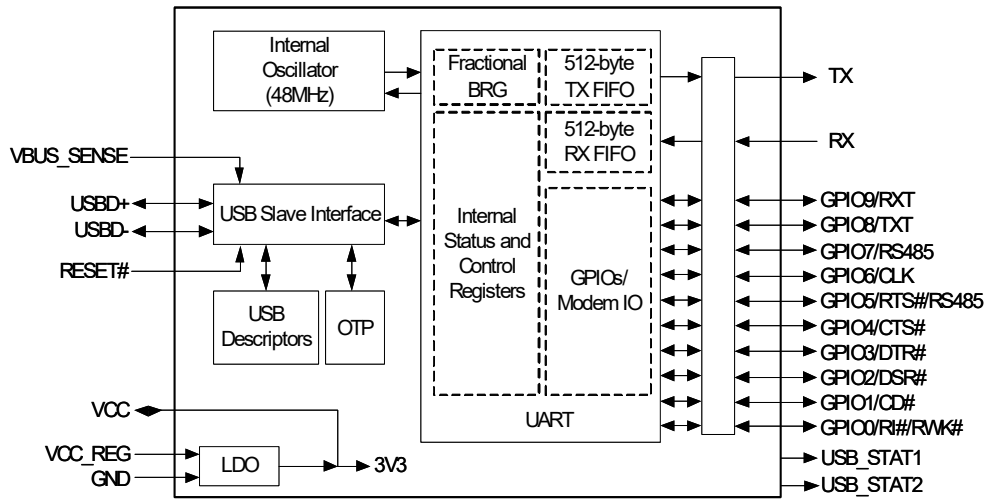 Internal
Oscillator
(48MHz)
Fractional
BRG
512-byte
TX FIFO
512-byte
RX FIFO
TX
RX
VBUS_SENSE
USBD+
USBD-
RESET#
USB Slave Interface
USB
Descriptors
OTP
Internal
Status and
Control
Registers
GPIOs/
Modem IO
UART
GPIO9/RXT
GPIO8/TXT
GPIO7/RS485
GPIO6/CLK
GPIO5/RTS#/RS485
GPIO4/CTS#
GPIO3/DTR#
GPIO2/DSR#
GPIO1/CD#
GPIO0/RI#/RWK#
USB_STAT1
USB_STAT2
VCC
VCC_REG
GND
LDO
3V3